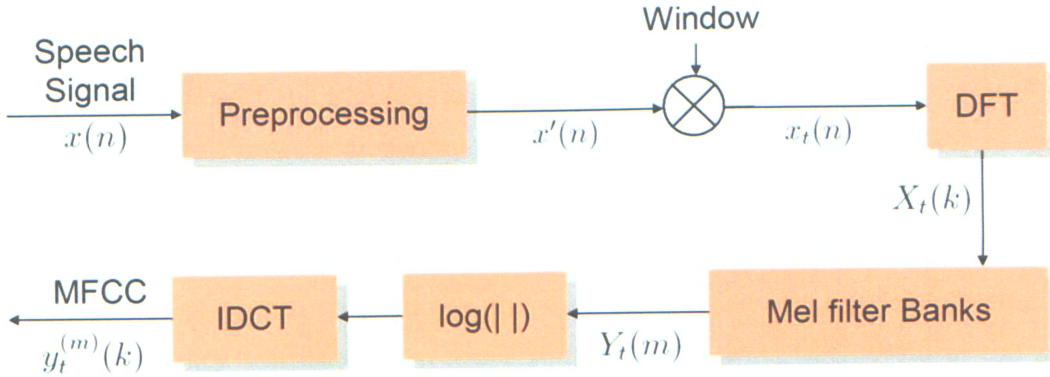 Window
Speech
Signal
Preprocessing
DFT
x(n)
x'(n)
x_t(n)
X_t(k)
MFCC
IDCT
log(| |)
Mel filter Banks
y_t^{(m)}(k)
Y_t(m)